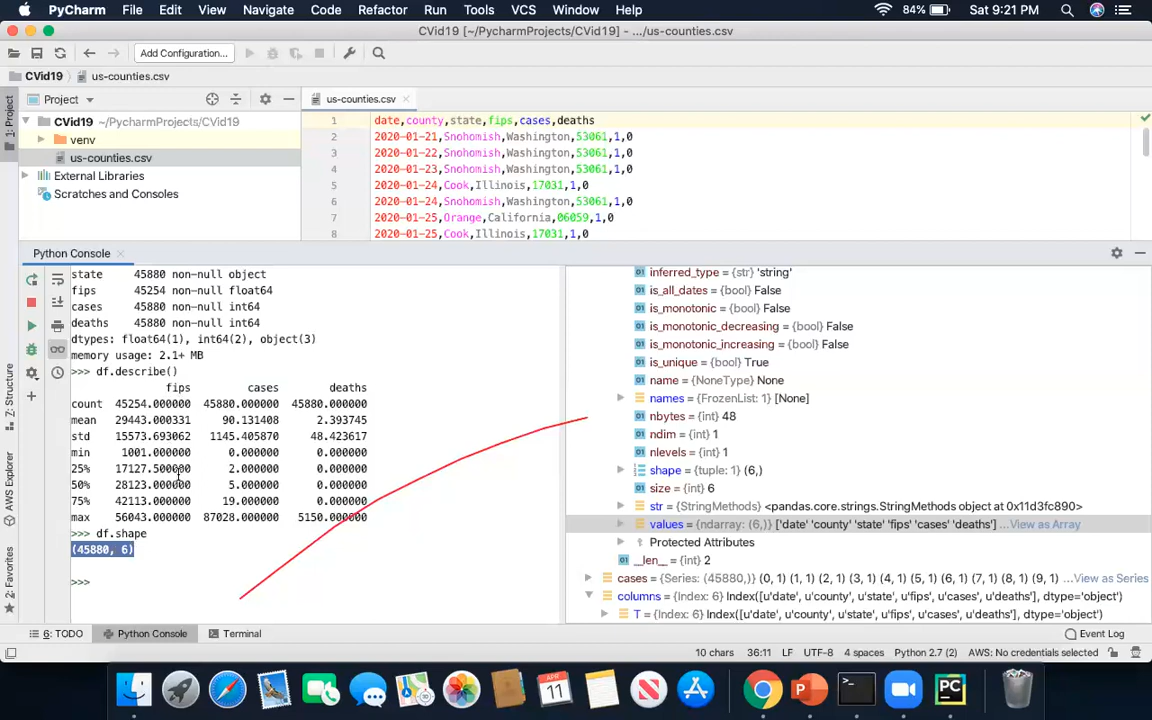 PyCharm File Edit View Navigate Code Refactor Run Tools VCS Window Help 84% Sat 9:21 PM
CVid19 [~/PycharmProjects/CVid19] - .../us-counties.csv
Add Configuration...
CVid19 us-counties.csv
1: Project
Project
us-counties.csv
CVid19 ~/PycharmProjects/CVid19
venv
us-counties.csv
External Libraries
Scratches and Consoles
1 date,county,state,fips,cases,deaths
2 2020-01-21,Snohomish,Washington,53061,1,0
3 2020-01-22,Snohomish,Washington,53061,1,0
4 2020-01-23,Snohomish,Washington,53061,1,0
5 2020-01-24,Cook,Illinois,17031,1,0
6 2020-01-24,Snohomish,Washington,53061,1,0
7 2020-01-25,Orange,California,06059,1,0
8 2020-01-25,Cook,Illinois,17031,1,0
Python Console
Z: Structure
AWS Explorer
2: Favorites
state 45880 non-null object
fips 45254 non-null float64
cases 45880 non-null int64
deaths 45880 non-null int64
dtypes: float64(1), int64(2), object(3)
memory usage: 2.1+ MB
>>> df.describe()
fips cases deaths
count 45254.000000 45880.000000 45880.000000
mean 29443.000331 90.131408 2.393745
std 15573.693062 1145.405870 48.423617
min 1001.000000 0.000000 0.000000
25% 17127.500000 2.000000 0.000000
50% 28123.000000 5.000000 0.000000
75% 42113.000000 19.000000 0.000000
max 56043.000000 87028.000000 5150.000000
>>> df.shape
(45880, 6)
>>>
inferred_type = {str} 'string'
is_all_dates = {bool} False
is_monotonic = {bool} False
is_monotonic_decreasing = {bool} False
is_monotonic_increasing = {bool} False
is_unique = {bool} True
name = {NoneType} None
names = {FrozenList: 1} [None]
nbytes = {int} 48
ndim = {int} 1
nlevels = {int} 1
shape = {tuple: 1} (6,)
size = {int} 6
str = {StringMethods} <pandas.core.strings.StringMethods object at 0x11d3fc890>
values = {ndarray: (6,)} ['date' 'county' 'state' 'fips' 'cases' 'deaths'] ...View as Array
Protected Attributes
__len__ = {int} 2
cases = {Series: (45880,)} (0, 1) (1, 1) (2, 1) (3, 1) (4, 1) (5, 1) (6, 1) (7, 1) (8, 1) (9, 1) ...View as Series
columns = {Index: 6} Index([u'date', u'county', u'state', u'fips', u'cases', u'deaths'], dtype='object')
T = {Index: 6} Index([u'date', u'county', u'state', u'fips', u'cases', u'deaths'], dtype='object')
6: TODO Python Console Terminal Event Log
10 chars 36:11 LF UTF-8 4 spaces Python 2.7 (2) AWS: No credentials selected
APR
11
PC